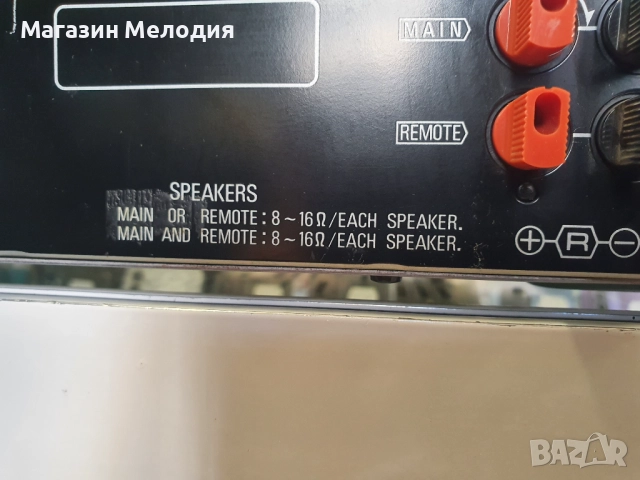 Магазин Мелодия
MAIN
REMOTE
SPEAKERS
MAIN OR REMOTE: 8~16Ω/EACH SPEAKER.
MAIN AND REMOTE: 8~16Ω/EACH SPEAKER.
+ R −
BAZAR